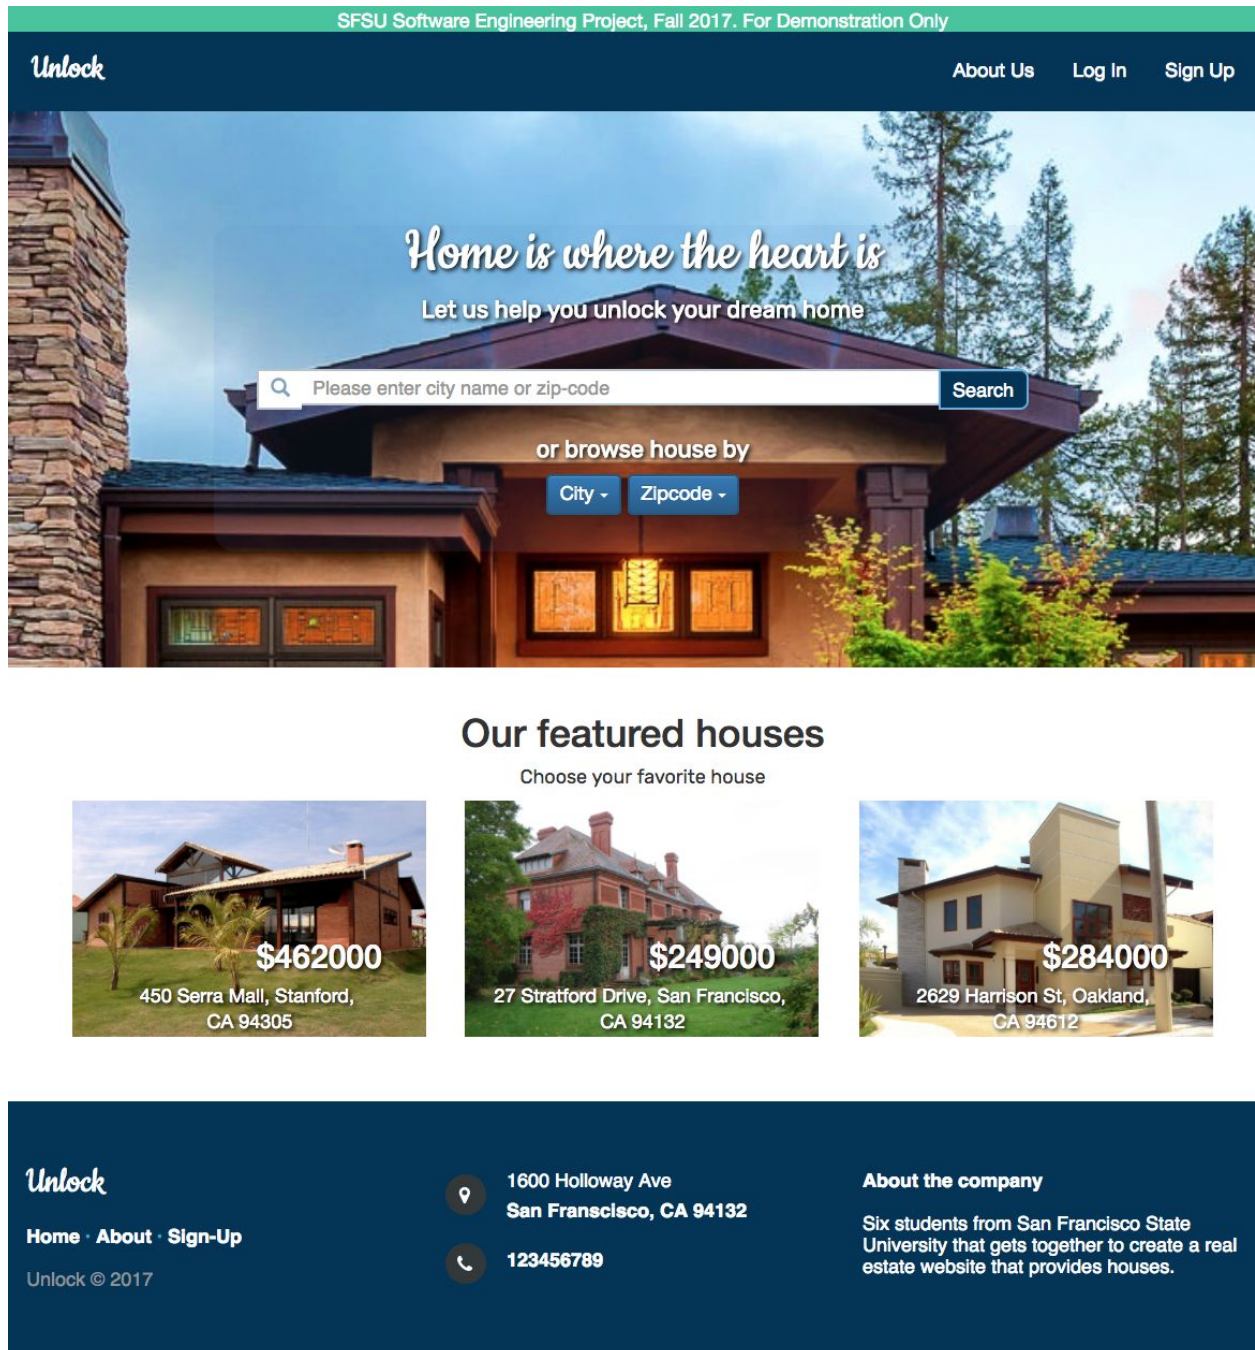 SFSU Software Engineering Project, Fall 2017. For Demonstration Only
Unlock
About Us
Log In
Sign Up
Home is where the heart is
Let us help you unlock your dream home
Please enter city name or zip-code
Search
or browse house by
City
Zipcode
Our featured houses
Choose your favorite house
$462000
450 Serra Mall, Stanford,
CA 94305
$249000
27 Stratford Drive, San Francisco,
CA 94132
$284000
2629 Harrison St, Oakland,
CA 94612
Unlock
Home · About · Sign-Up
Unlock © 2017
1600 Holloway Ave
San Franscisco, CA 94132
123456789
About the company
Six students from San Francisco State
University that gets together to create a real
estate website that provides houses.